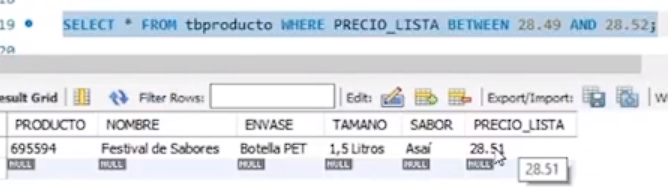 19 SELECT * FROM tbproducto WHERE PRECIO_LISTA BETWEEN 28.49 AND 28.52;
20
Result Grid Filter Rows: Edit: Export/Import:
PRODUCTO NOMBRE ENVASE TAMANO SABOR PRECIO_LISTA
695594 Festival de Sabores Botella PET 1,5 Litros Asaí 28.51
NULL NULL NULL NULL NULL NULL
28.51